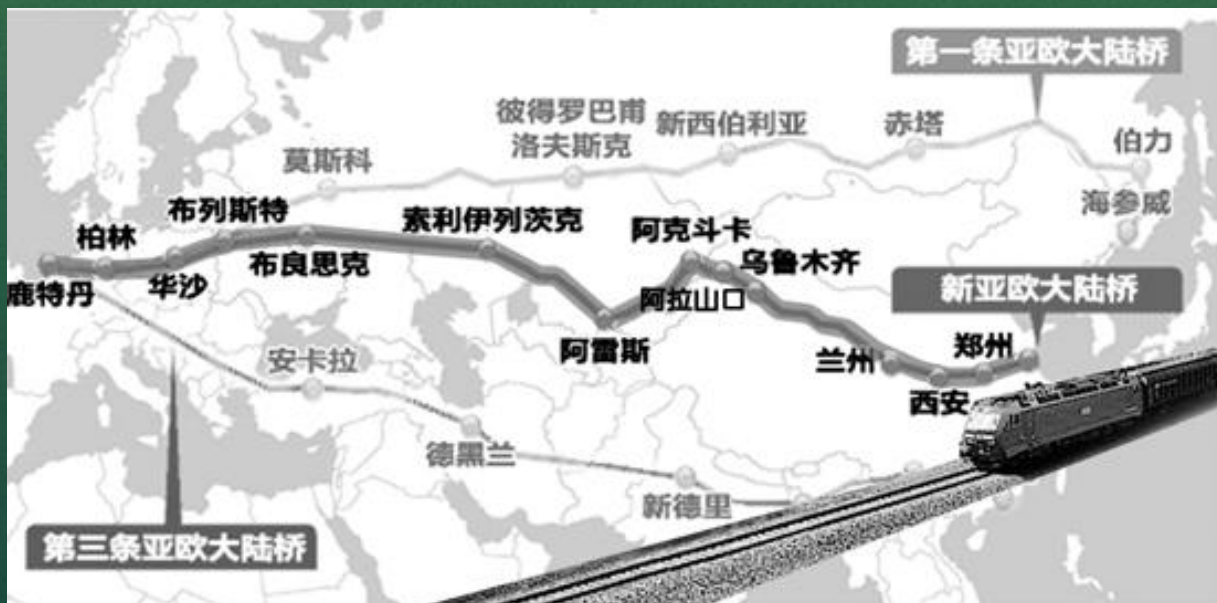 第一条亚欧大陆桥
彼得罗巴甫
洛夫斯克
新西伯利亚
赤塔
伯力
莫斯科
海参威
布列斯特
索利伊列茨克
阿克斗卡
柏林
乌鲁木齐
鹿特丹
华沙
布良思克
阿拉山口
新亚欧大陆桥
阿雷斯
兰州
郑州
安卡拉
西安
德黑兰
新德里
第三条亚欧大陆桥